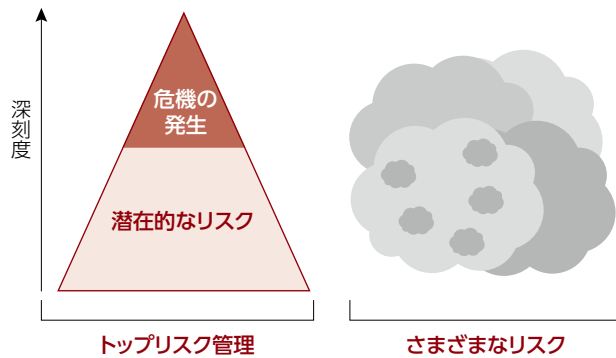 深刻度
危機の
発生
潜在的なリスク
トップリスク管理
さまざまなリスク